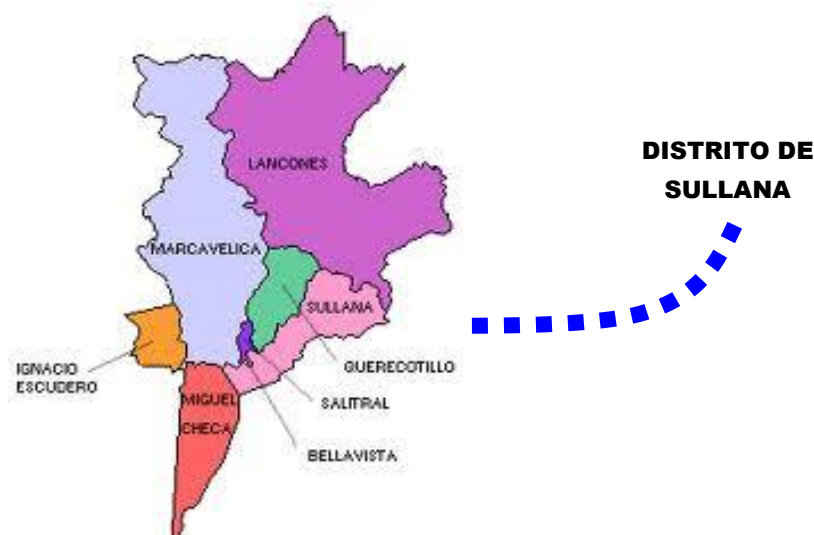 DISTRITO DE
SULLANA
LANCONES
MARCAVELICA
SULLANA
IGNACIO
ESCUDERO
QUERECOTILLO
MIGUEL
CHECA
SALITRAL
BELLAVISTA